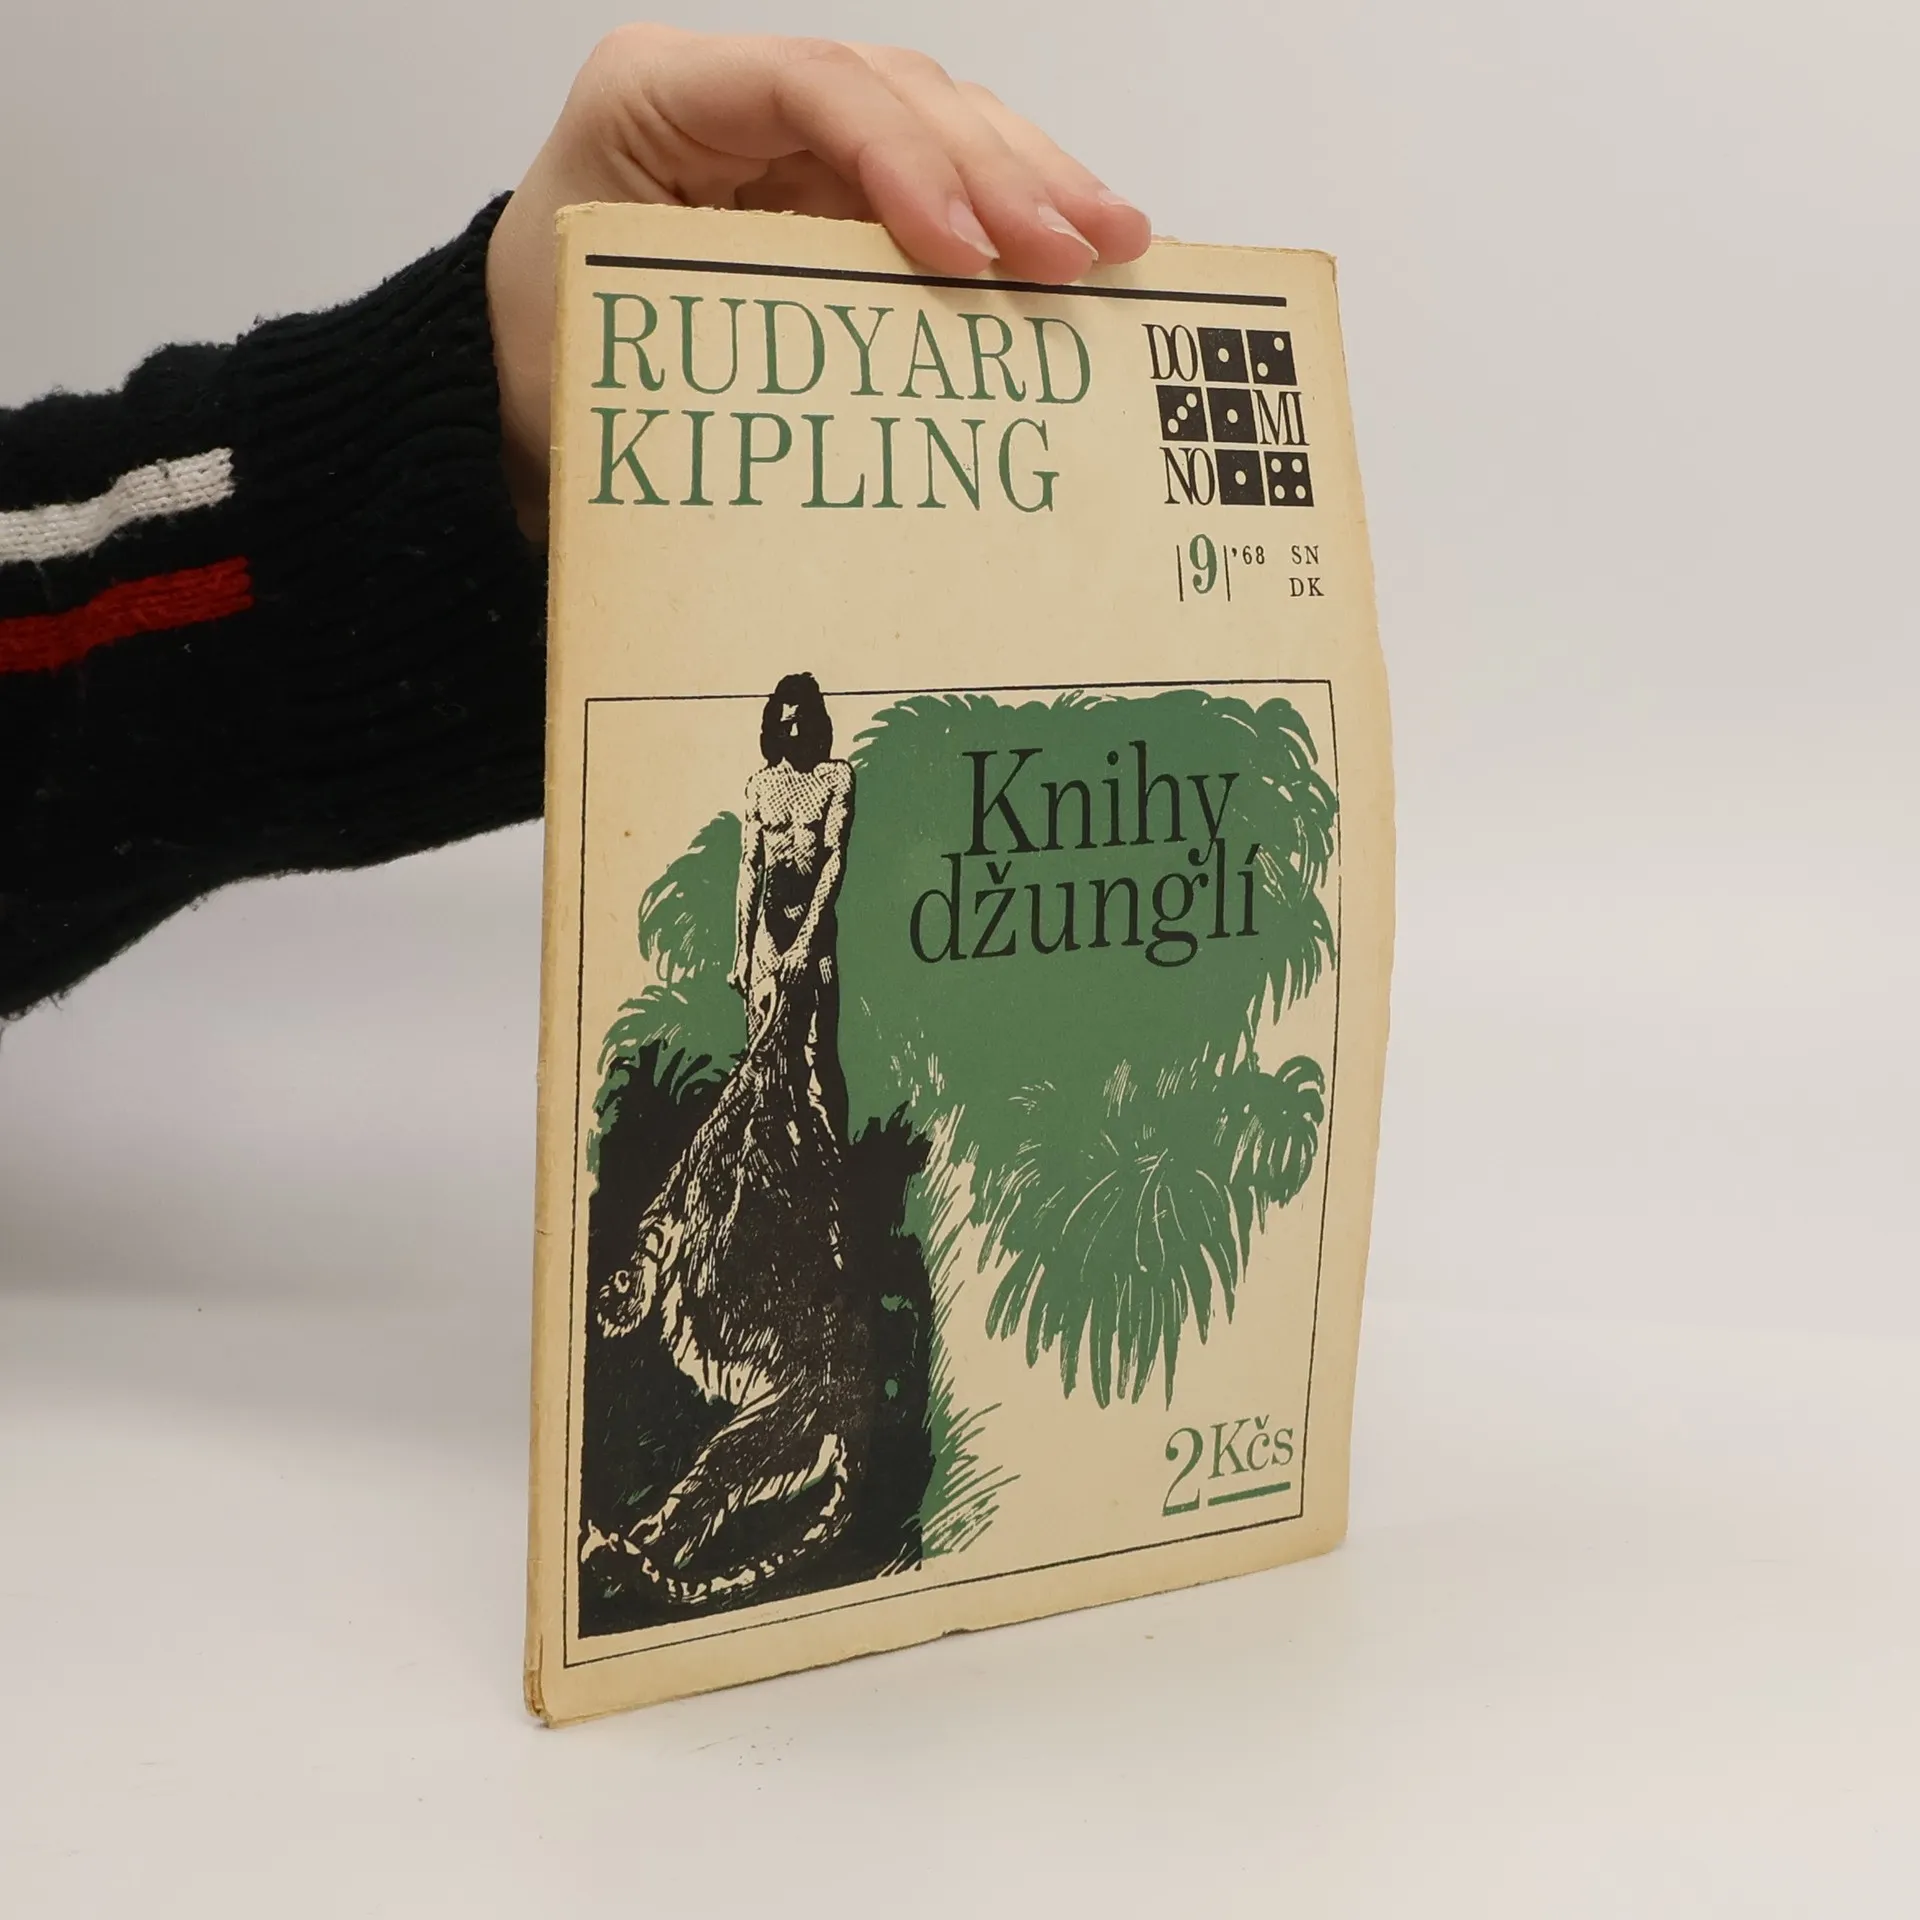 RUDYARD
KIPLING
DO
MI
NO
|9|'68 SN
DK
Knihy
džunglí
2 Kčs